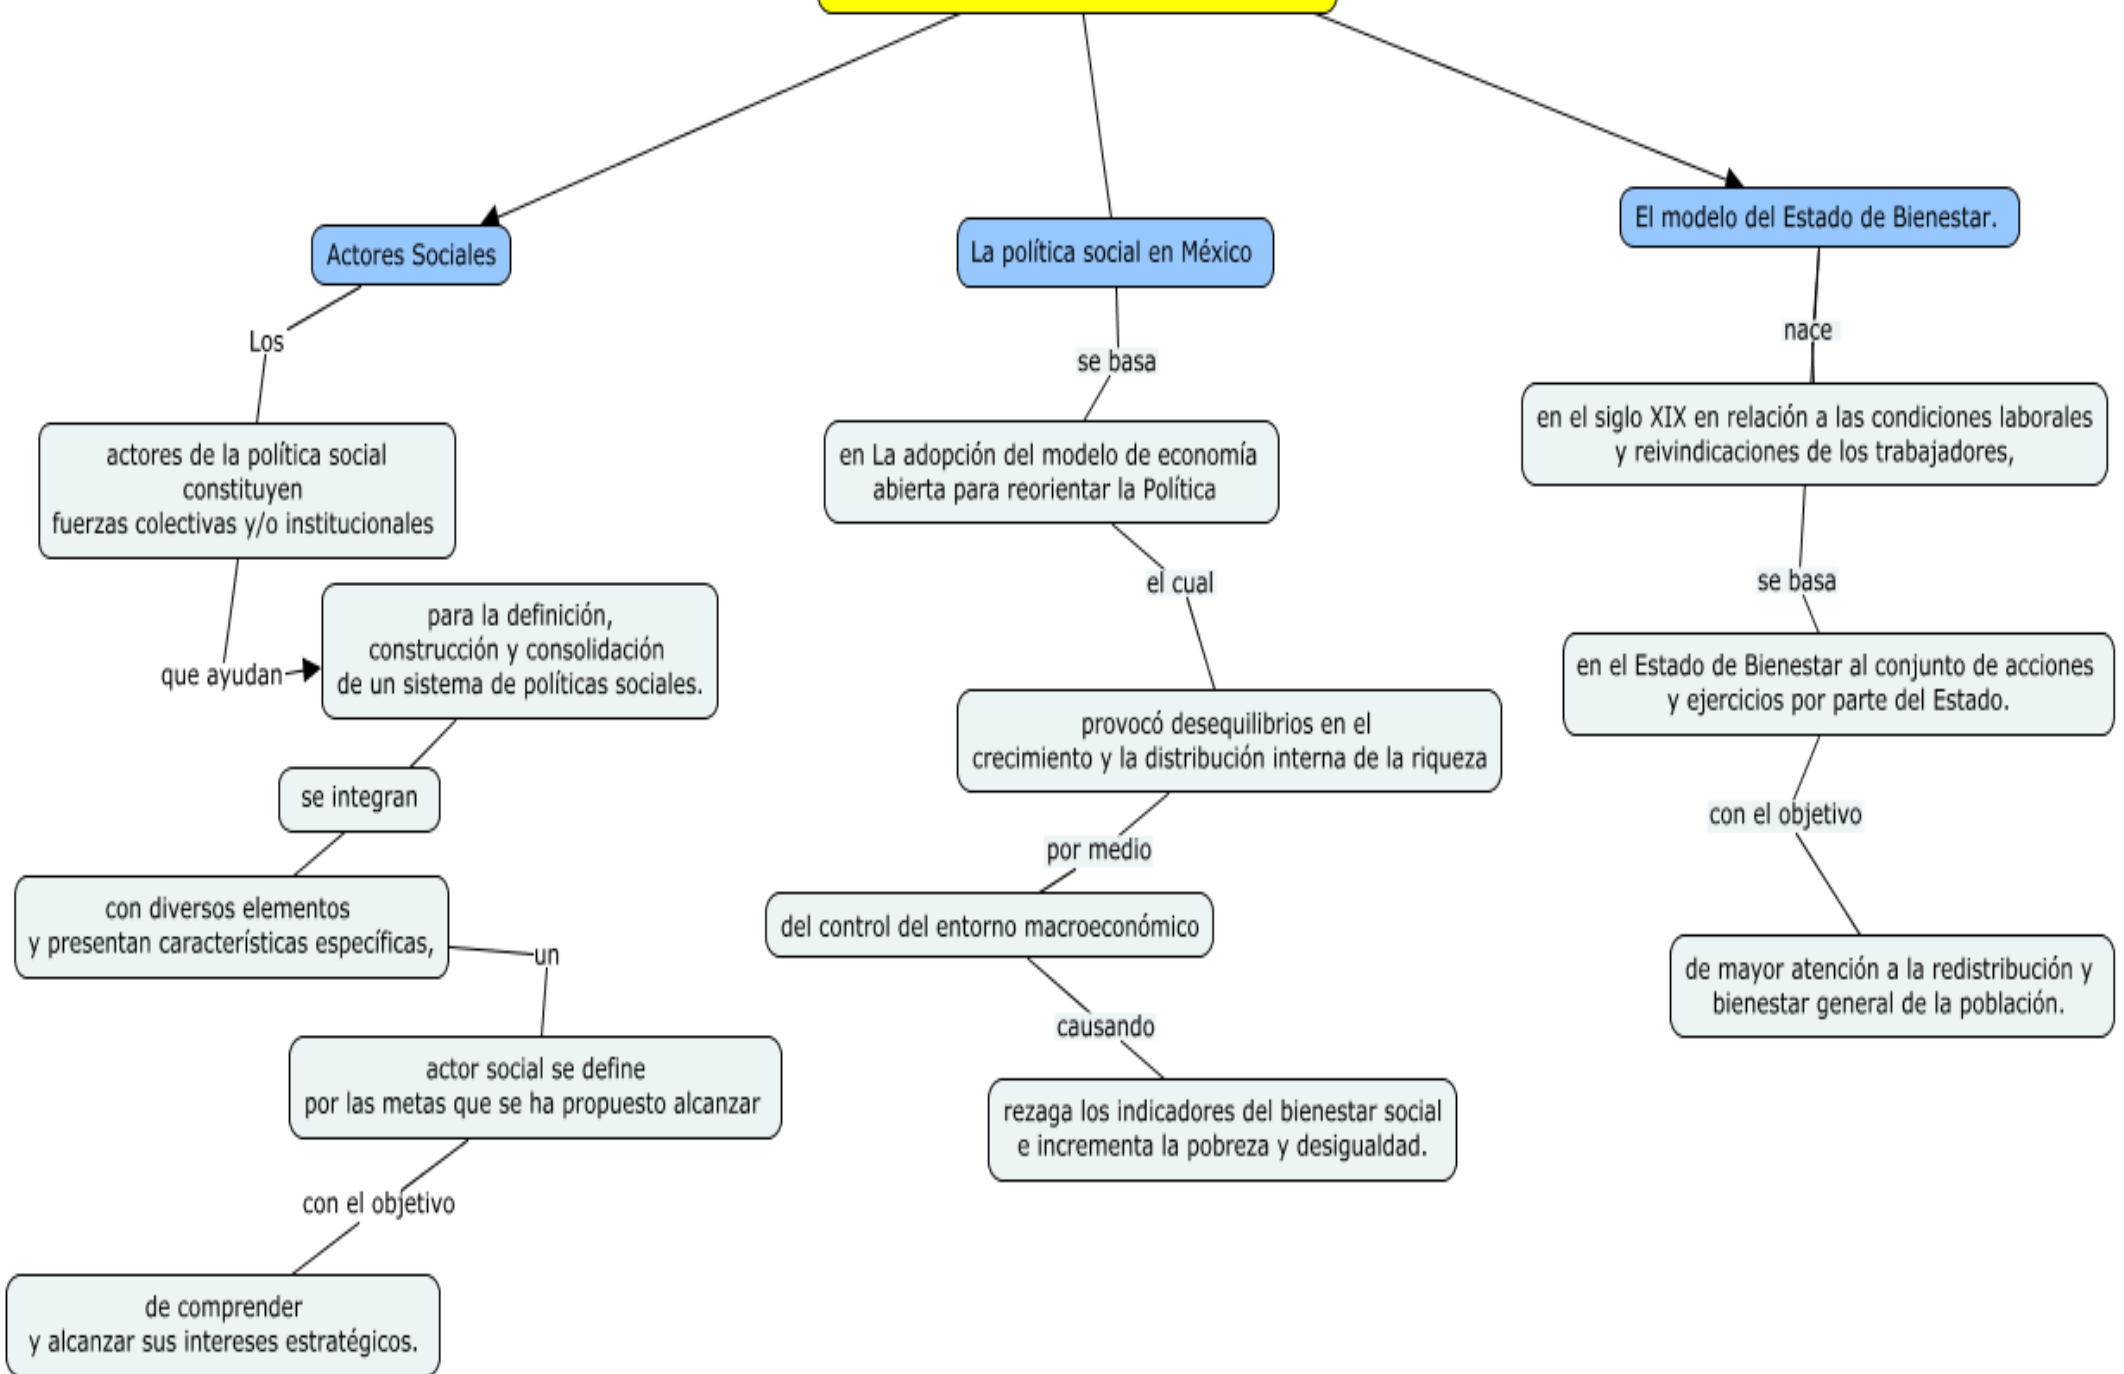 Actores Sociales
Los
actores de la política social
constituyen
fuerzas colectivas y/o institucionales
que ayudan
para la definición,
construcción y consolidación
de un sistema de políticas sociales.
se integran
con diversos elementos
y presentan características específicas,
un
actor social se define
por las metas que se ha propuesto alcanzar
con el objetivo
de comprender
y alcanzar sus intereses estratégicos.
La política social en México
se basa
en La adopción del modelo de economía
abierta para reorientar la Política
el cual
provocó desequilibrios en el
crecimiento y la distribución interna de la riqueza
por medio
del control del entorno macroeconómico
causando
rezaga los indicadores del bienestar social
e incrementa la pobreza y desigualdad.
El modelo del Estado de Bienestar.
nace
en el siglo XIX en relación a las condiciones laborales
y reivindicaciones de los trabajadores,
se basa
en el Estado de Bienestar al conjunto de acciones
y ejercicios por parte del Estado.
con el objetivo
de mayor atención a la redistribución y
bienestar general de la población.